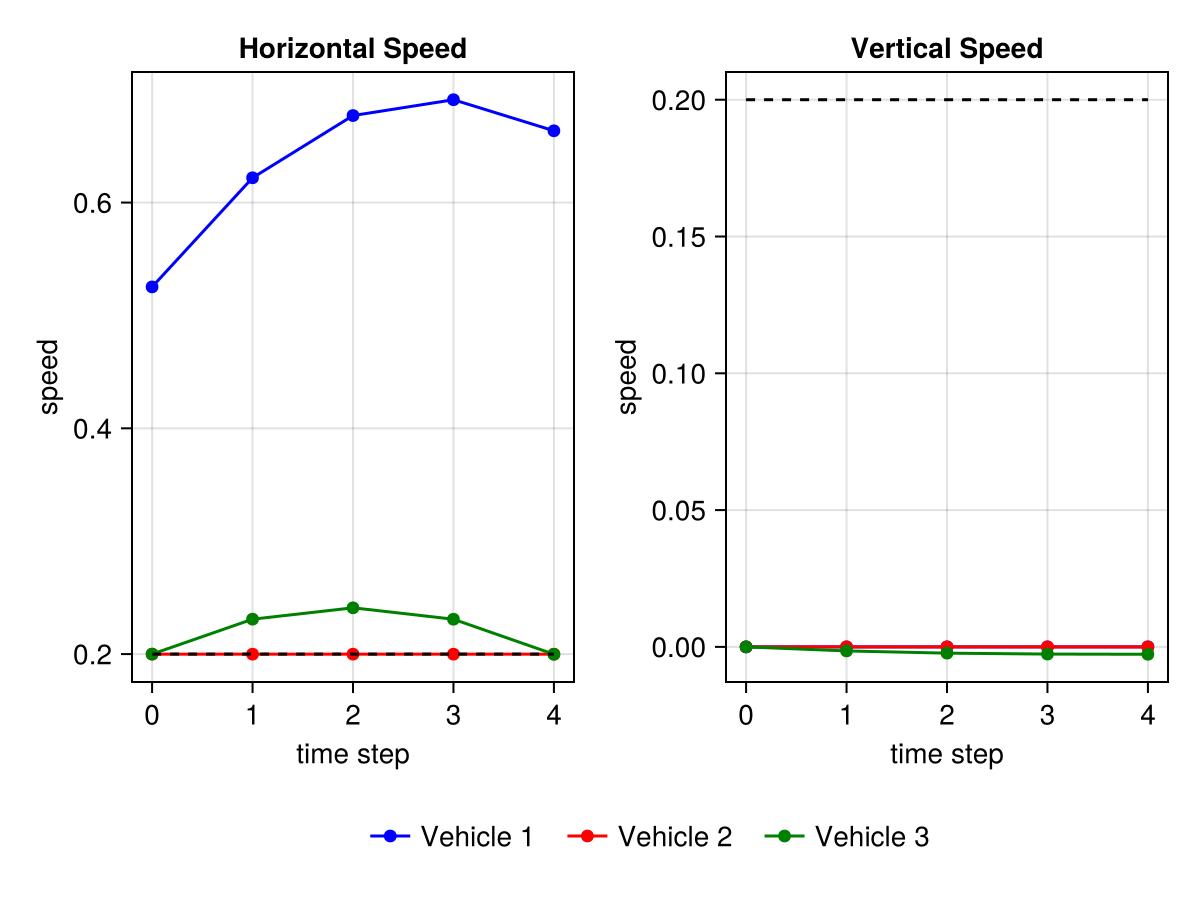 Horizontal Speed
0.6
0.4
0.2
speed
0 1 2 3 4
time step
Vertical Speed
0.20
0.15
0.10
0.05
0.00
speed
0 1 2 3 4
time step
Vehicle 1 Vehicle 2 Vehicle 3